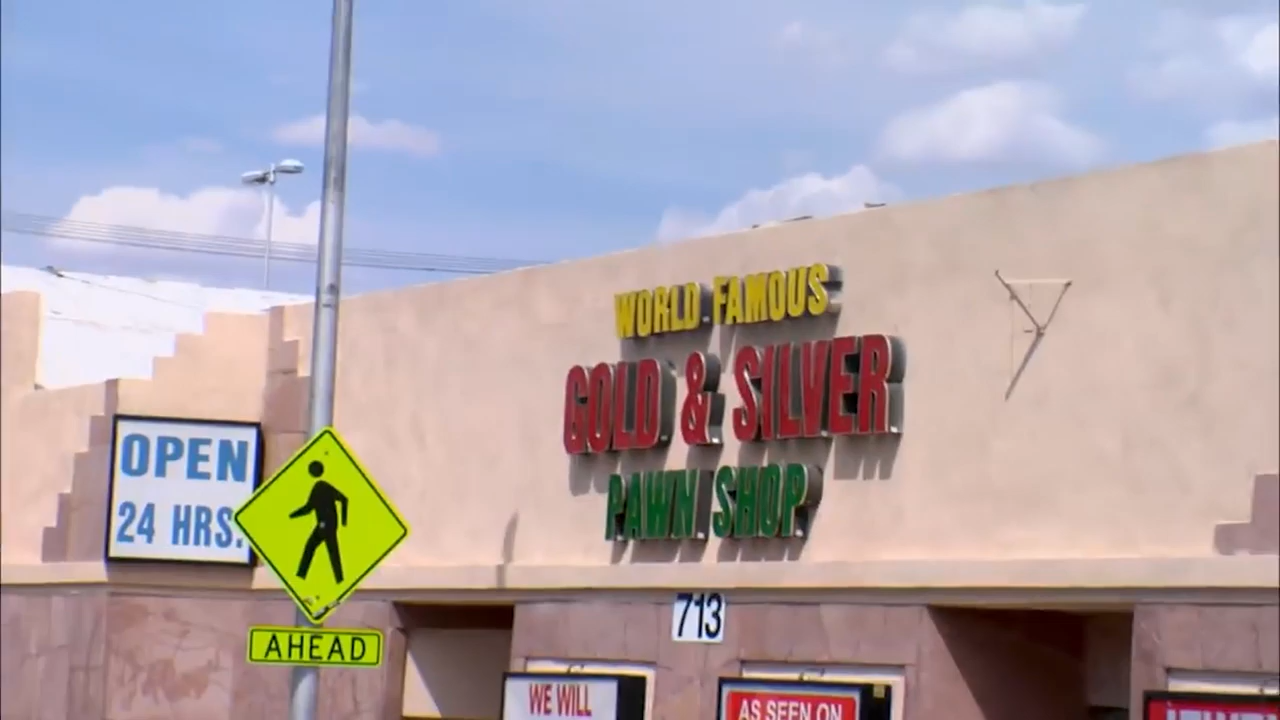 WORLD FAMOUS
GOLD & SILVER
PAWN SHOP
OPEN
24 HRS.
AHEAD
713
WE WILL
AS SEEN ON